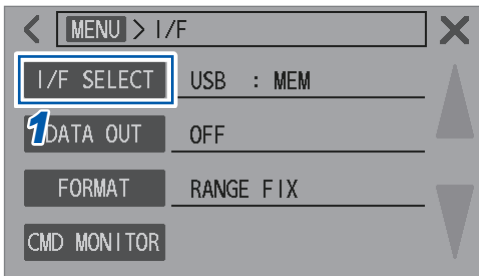 MENU > I/F
I/F SELECT USB : MEM
1
DATA OUT OFF
FORMAT RANGE FIX
CMD MONITOR